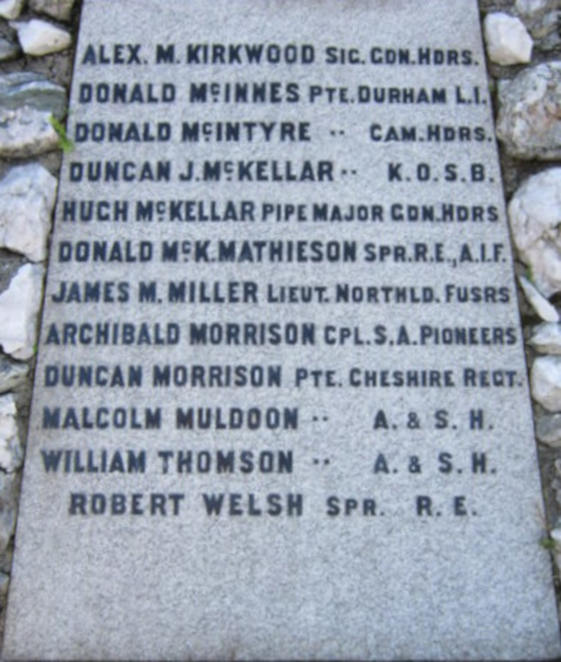 ALEX. M. KIRKWOOD SIG. GDN. HDRS.
DONALD McINNES PTE. DURHAM L.I.
DONALD McINTYRE ·· CAM. HDRS.
DUNCAN J. McKELLAR ·· K.O.S.B.
HUGH McKELLAR PIPE MAJOR GDN. HDRS
DONALD McK. MATHIESON SPR. R.E., A.I.F.
JAMES M. MILLER LIEUT. NORTHLD. FUSRS
ARCHIBALD MORRISON CPL. S.A. PIONEERS
DUNCAN MORRISON PTE. CHESHIRE REGT.
MALCOLM MULDOON ·· A. & S. H.
WILLIAM THOMSON ·· A. & S. H.
ROBERT WELSH SPR. R. E.